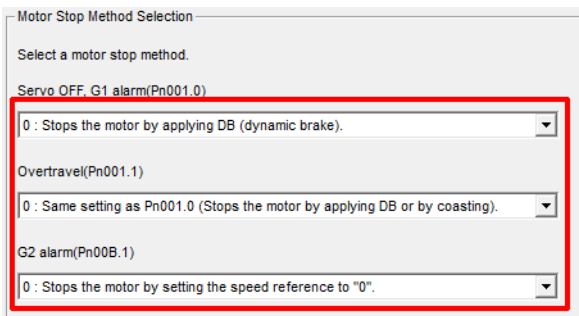 Motor Stop Method Selection
Select a motor stop method.
Servo OFF, G1 alarm(Pn001.0)
0 : Stops the motor by applying DB (dynamic brake).
Overtravel(Pn001.1)
0 : Same setting as Pn001.0 (Stops the motor by applying DB or by coasting).
G2 alarm(Pn00B.1)
0 : Stops the motor by setting the speed reference to "0".